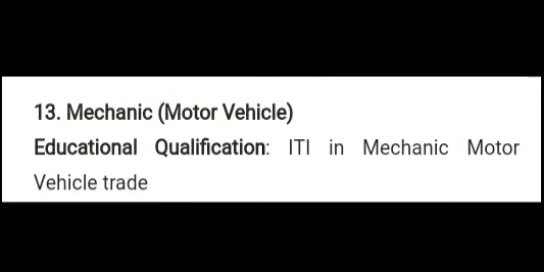 13. Mechanic (Motor Vehicle)
Educational Qualification: ITI in Mechanic Motor
Vehicle trade